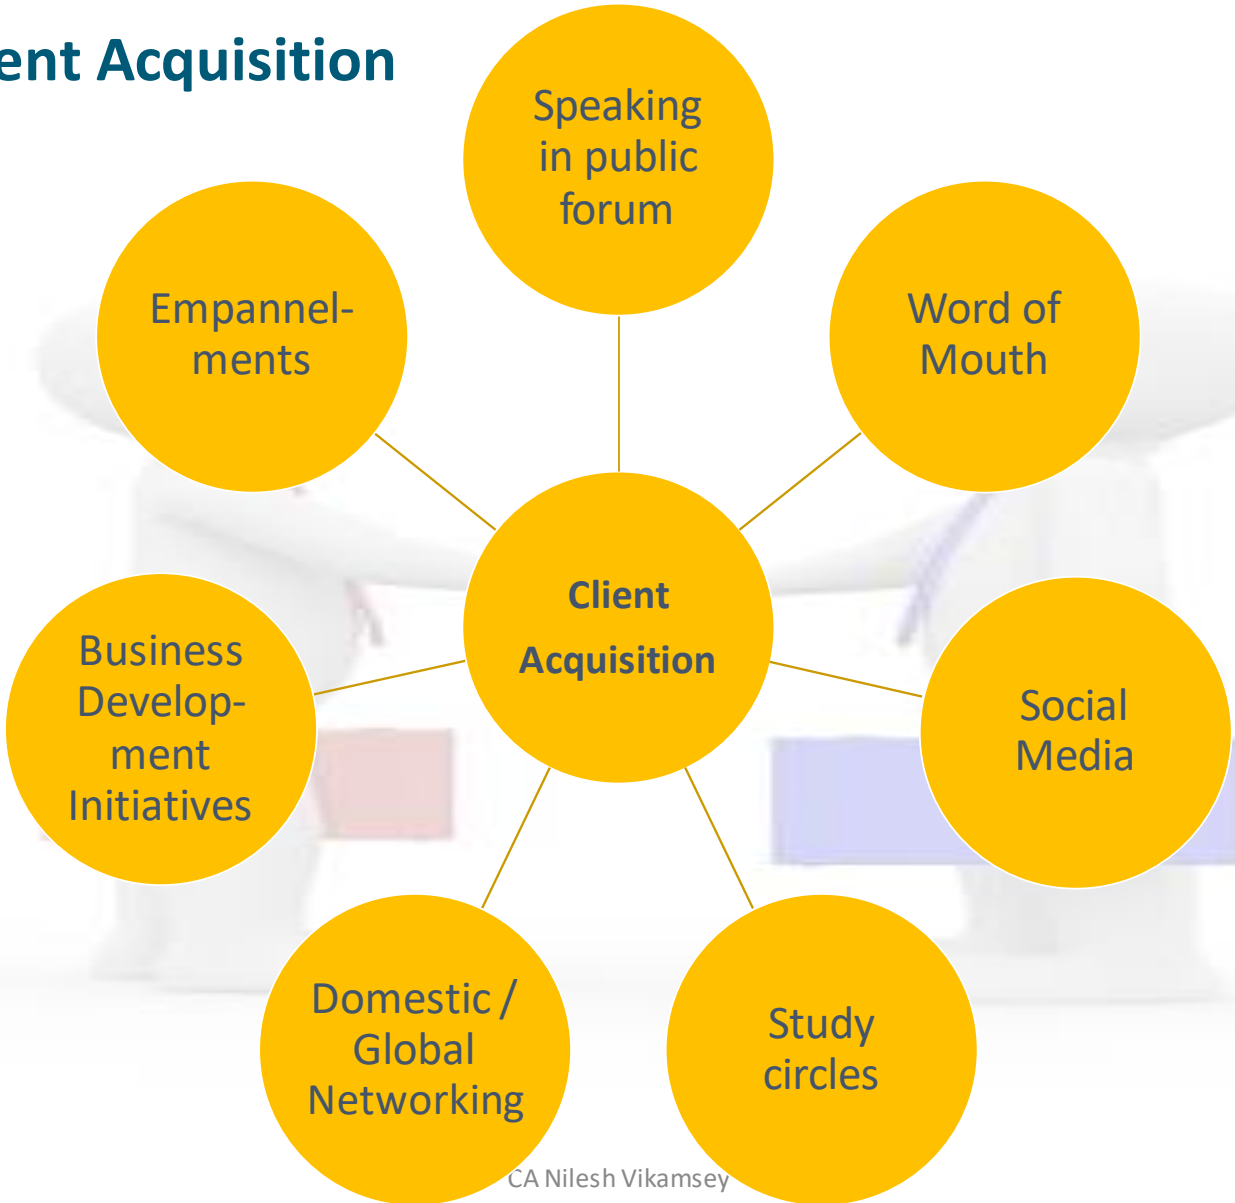 ent Acquisition
Speaking
in public
forum
Empannel-
ments
Word of
Mouth
Client
Acquisition
Business
Develop-
ment
Initiatives
Social
Media
Domestic /
Global
Networking
Study
circles
CA Nilesh Vikamsey